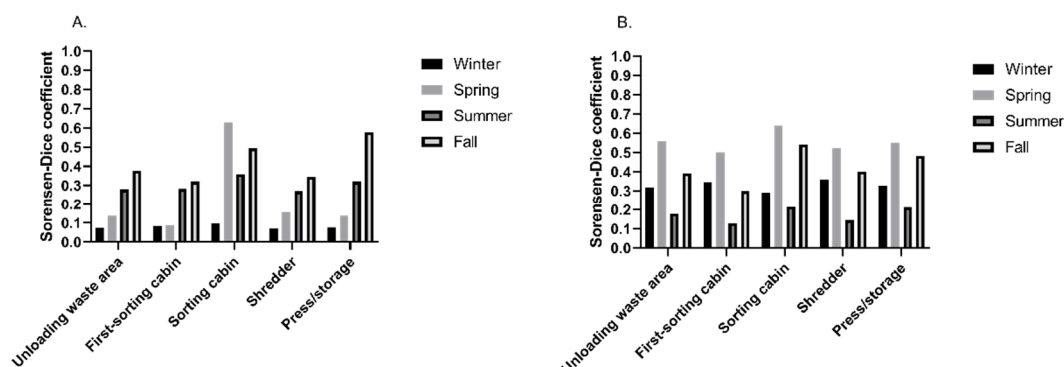 A.
Sorensen-Dice coefficient
1.0
0.9
0.8
0.7
0.6
0.5
0.4
0.3
0.2
0.1
0.0
Unloading waste area
First-sorting cabin
Sorting cabin
Shredder
Press/storage
Winter
Spring
Summer
Fall
B.
Sorensen-Dice coefficient
1.0
0.9
0.8
0.7
0.6
0.5
0.4
0.3
0.2
0.1
0.0
Unloading waste area
First-sorting cabin
Sorting cabin
Shredder
Press/storage
Winter
Spring
Summer
Fall